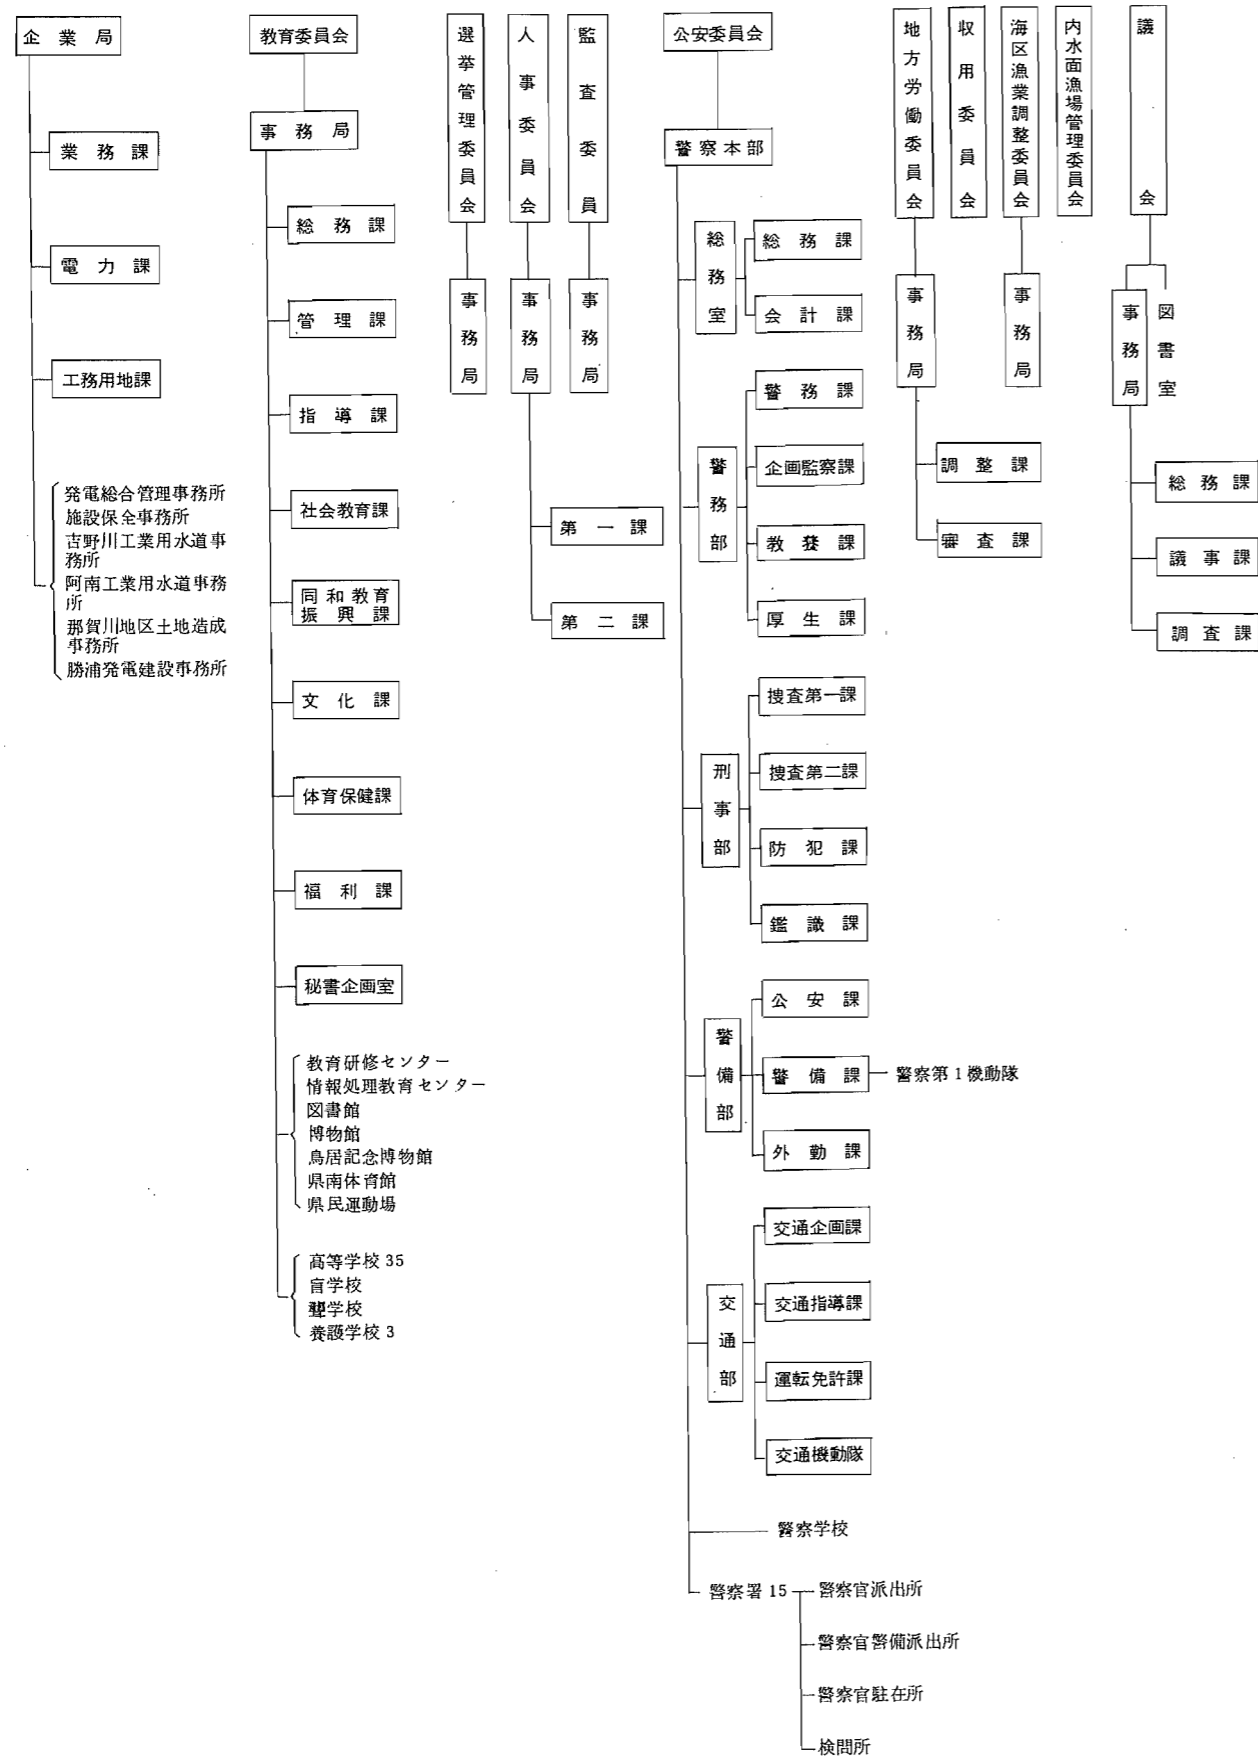 企業局
業務課
電力課
工務用地課
発電総合管理事務所
施設保全事務所
吉野川工業用水道事
務所
阿南工業用水道事務
所
那賀川地区土地造成
事務所
勝浦発電建設事務所
教育委員会
事務局
総務課
管理課
指導課
社会教育課
同和教育
振興課
文化課
体育保健課
福利課
秘書企画室
教育研修センター
情報処理教育センター
図書館
博物館
鳥居記念博物館
県南体育館
県民運動場
高等学校 35
盲学校
聾学校
養護学校 3
選挙管理委員会
事務局
人事委員会
事務局
第一課
第二課
監査委員
事務局
公安委員会
警察本部
総務室
総務課
会計課
警務部
警務課
企画監察課
教養課
厚生課
刑事部
捜査第一課
捜査第二課
防犯課
鑑識課
警備部
公安課
警備課
警察第1機動隊
外勤課
交通部
交通企画課
交通指導課
運転免許課
交通機動隊
警察学校
警察署 15
警察官派出所
警察官警備派出所
警察官駐在所
検問所
地方労働委員会
事務局
調整課
審査課
収用委員会
海区漁業調整委員会
事務局
内水面漁場管理委員会
議会
事務局
図書室
総務課
議事課
調査課